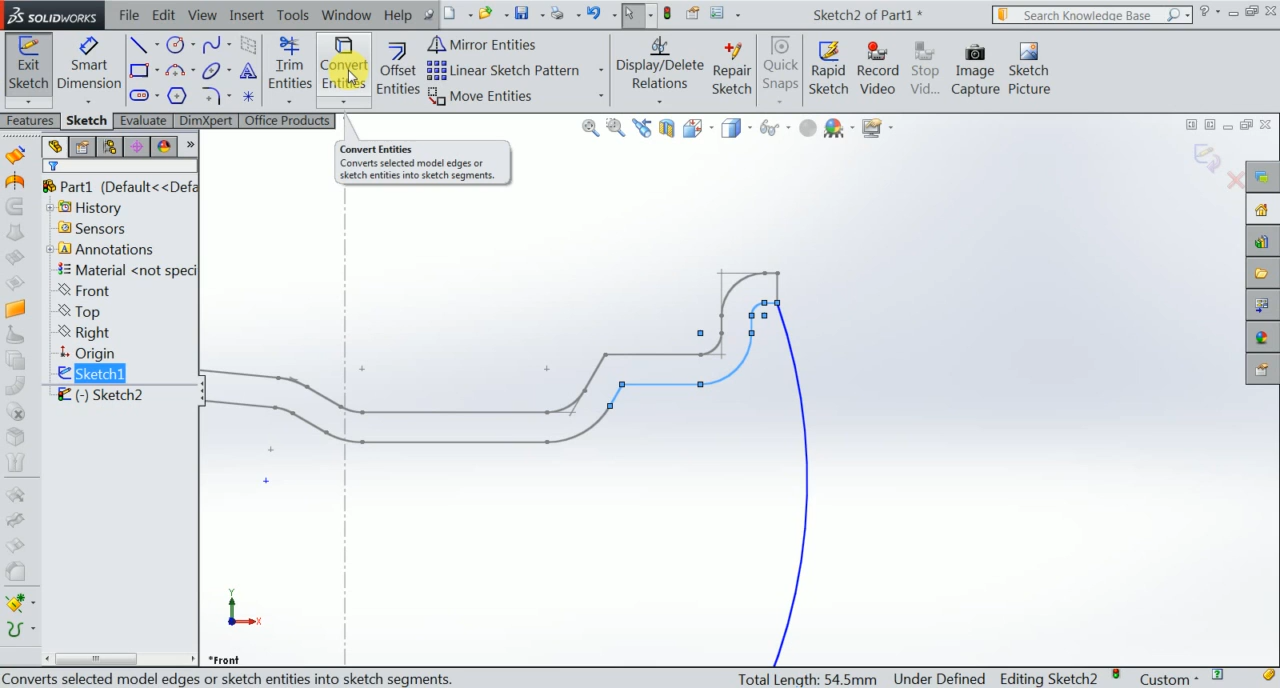 SOLIDWORKS File Edit View Insert Tools Window Help Sketch2 of Part1 * Search Knowledge Base ?
Exit Sketch
Smart Dimension
Trim Entities
Convert Entities
Offset Entities
Mirror Entities
Linear Sketch Pattern
Move Entities
Display/Delete Relations
Repair Sketch
Quick Snaps
Rapid Sketch
Record Video
Stop Vid...
Image Capture
Sketch Picture
Features Sketch Evaluate DimXpert Office Products
Convert Entities
Converts selected model edges or
sketch entities into sketch segments.
Part1 (Default<<Defa
History
Sensors
Annotations
Material <not speci
Front
Top
Right
Origin
Sketch1
(-) Sketch2
Y
X
*Front
Converts selected model edges or sketch entities into sketch segments. Total Length: 54.5mm Under Defined Editing Sketch2 Custom